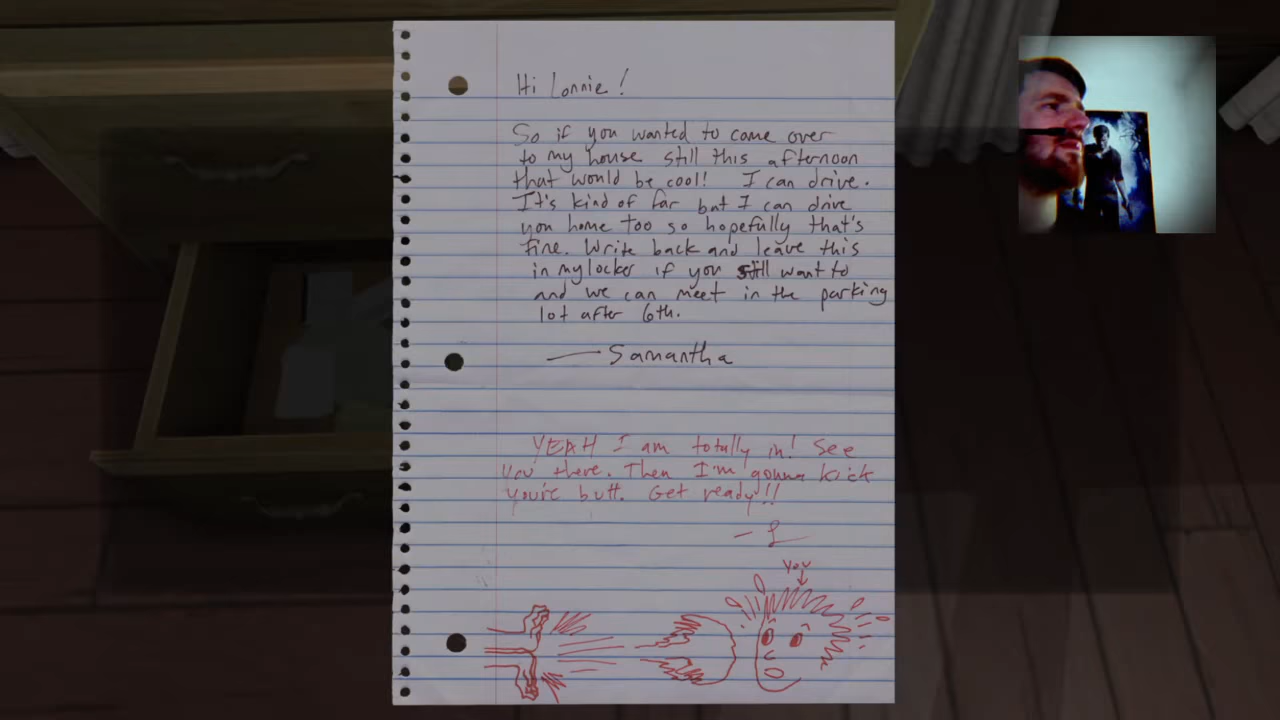 Hi Lonnie!
So if you wanted to come over
to my house still this afternoon
that would be cool! I can drive.
It's kind of far but I can drive
you home too so hopefully that's
fine. Write back and leave this
in my locker if you still want to
and we can meet in the parking
lot after 6th.
— Samantha
YEAH I am totally in! See
you there. Then I'm gonna kick
you're butt. Get ready!!
- L
you